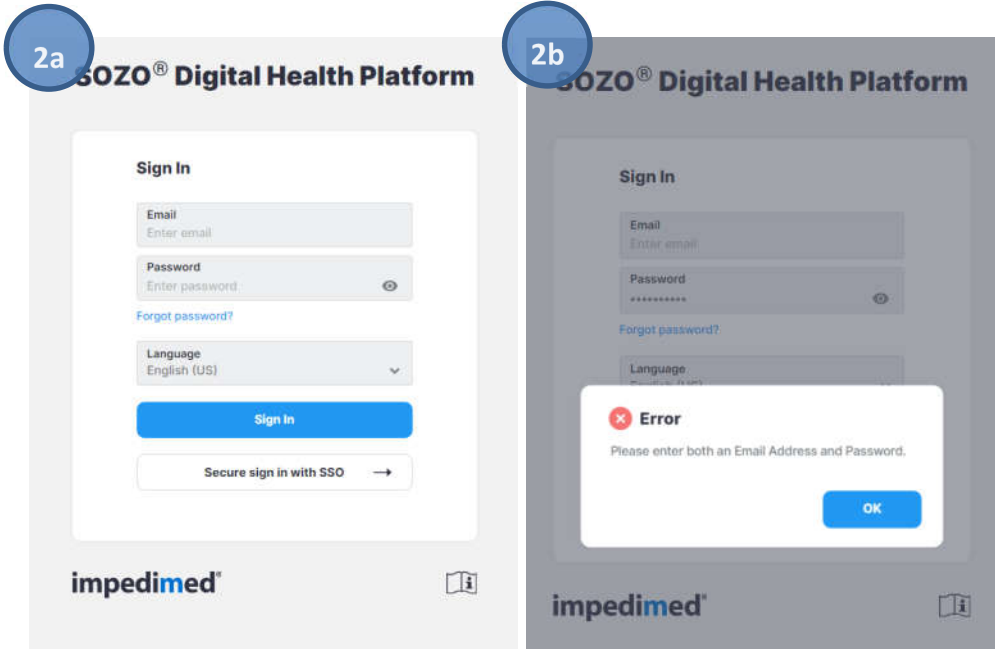 2a
SOZO® Digital Health Platform
Sign In
Email
Enter email
Password
Enter password
Forgot password?
Language
English (US)
Sign In
Secure sign in with SSO →
impedimed®
2b
SOZO® Digital Health Platform
Sign In
Email
Enter email
Password
••••••••••
Forgot password?
Language
English (US)
Error
Please enter both an Email Address and Password.
OK
impedimed®